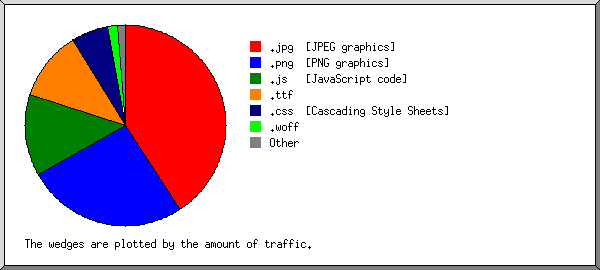 .jpg [JPEG graphics]
.png [PNG graphics]
.js [JavaScript code]
.ttf
.css [Cascading Style Sheets]
.woff
Other
The wedges are plotted by the amount of traffic.